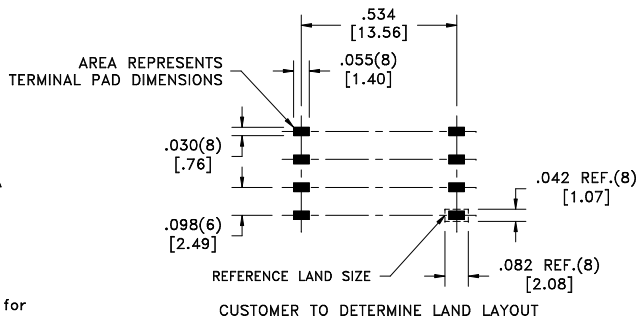 .534
[13.56]
AREA REPRESENTS
TERMINAL PAD DIMENSIONS
.055(8)
[1.40]
.030(8)
[.76]
.042 REF.(8)
[1.07]
.098(6)
[2.49]
REFERENCE LAND SIZE
.082 REF.(8)
[2.08]
for
CUSTOMER TO DETERMINE LAND LAYOUT